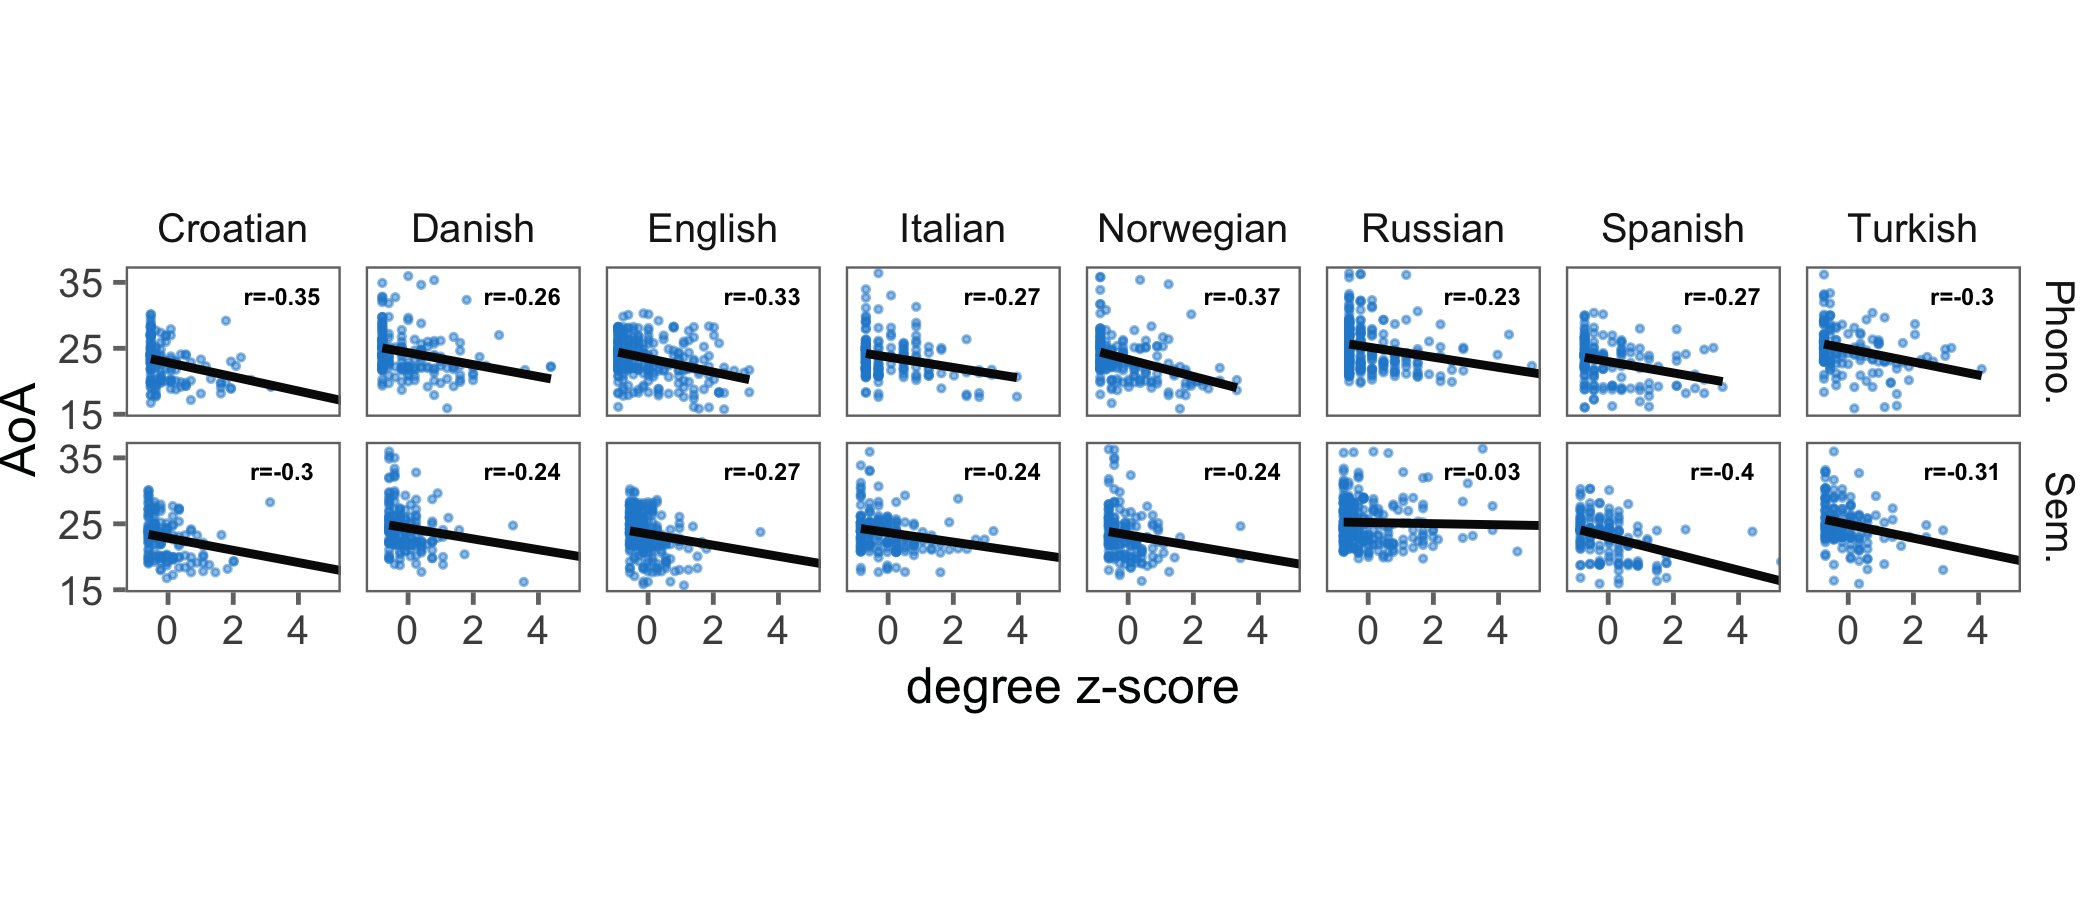 Croatian Danish English Italian Norwegian Russian Spanish Turkish
35 25 15
r=-0.35 r=-0.26 r=-0.33 r=-0.27 r=-0.37 r=-0.23 r=-0.27 r=-0.3
Phono.
AoA
35 25 15
r=-0.3 r=-0.24 r=-0.27 r=-0.24 r=-0.24 r=-0.03 r=-0.4 r=-0.31
Sem.
0 2 4 0 2 4 0 2 4 0 2 4 0 2 4 0 2 4 0 2 4 0 2 4
degree z-score